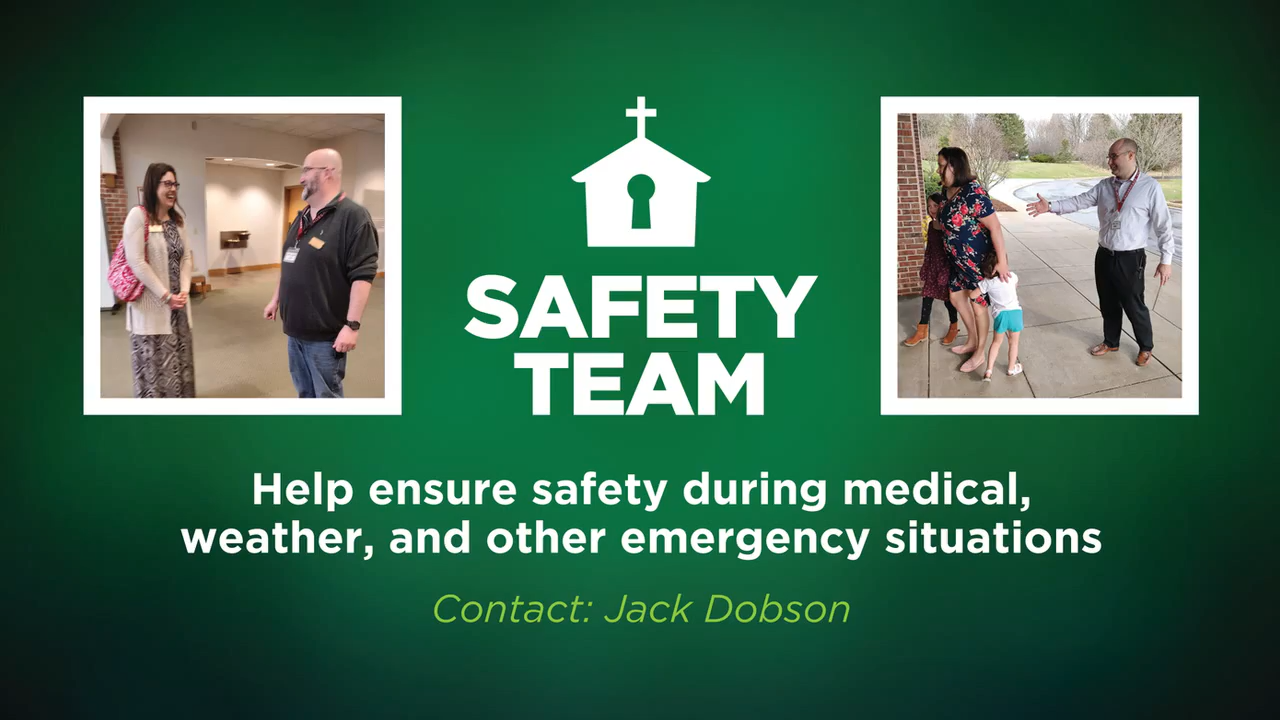 SAFETY
TEAM
Help ensure safety during medical,
weather, and other emergency situations
Contact: Jack Dobson